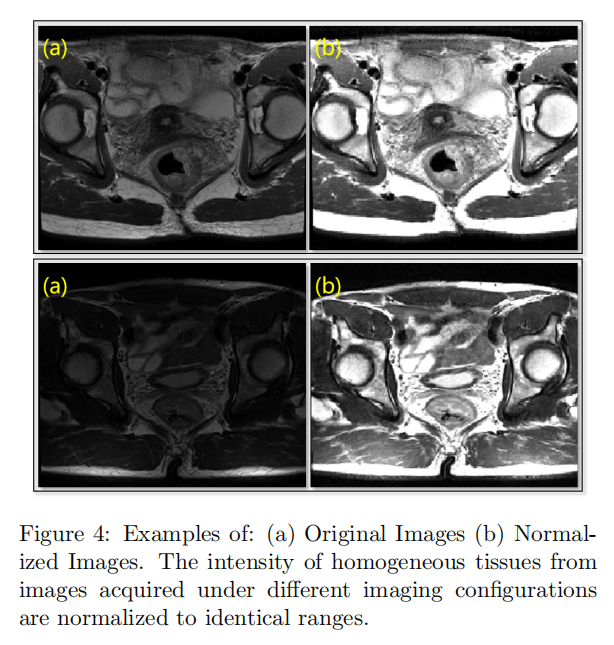 (a) (b)
(a) (b)
Figure 4: Examples of: (a) Original Images (b) Normal-
ized Images. The intensity of homogeneous tissues from
images acquired under different imaging configurations
are normalized to identical ranges.